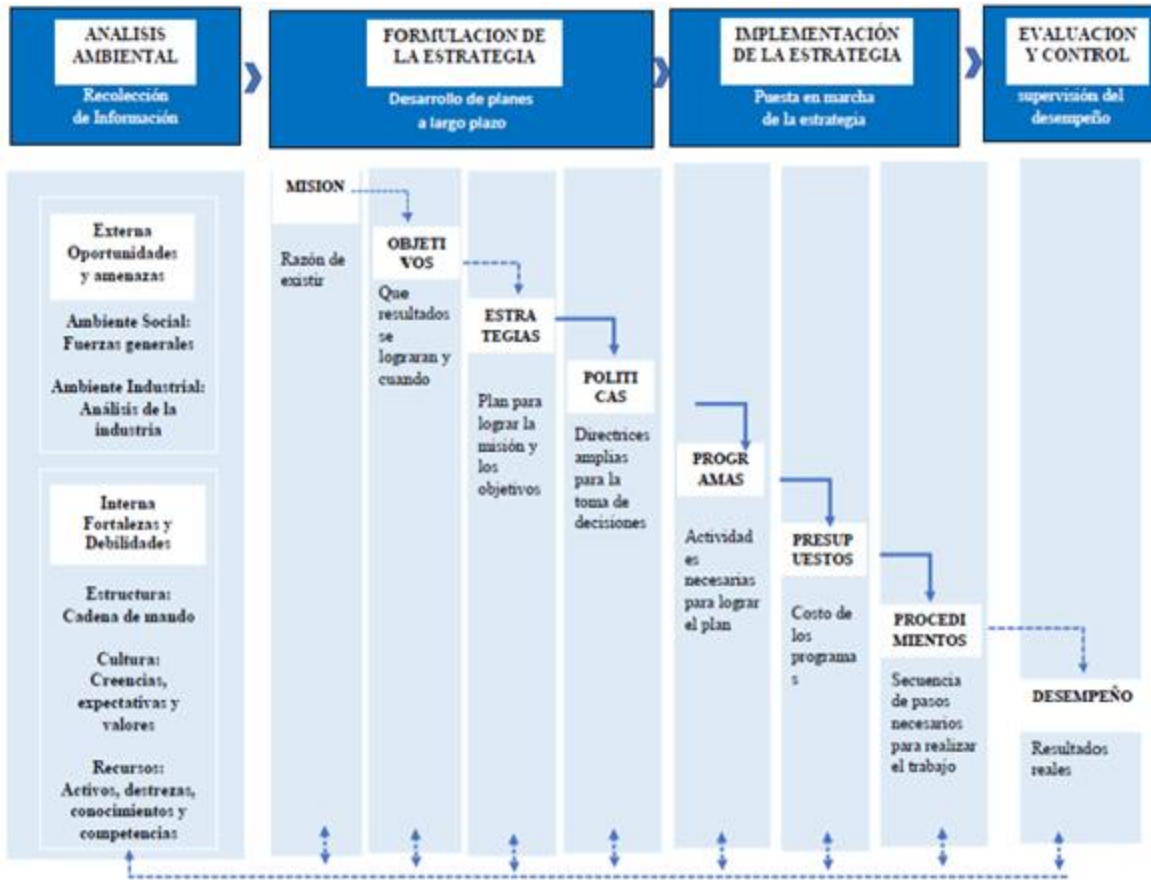 ANALISIS
AMBIENTAL
Recolección
de Información
FORMULACION DE
LA ESTRATEGIA
Desarrollo de planes
a largo plazo
IMPLEMENTACIÓN
DE LA ESTRATEGIA
Puesta en marcha
de la estrategia
EVALUACION
Y CONTROL
supervisión del
desempeño
Externa
Oportunidades
y amenazas
Ambiente Social:
Fuerzas generales
Ambiente Industrial:
Análisis de la
industria
Interna
Fortalezas y
Debilidades
Estructura:
Cadena de mando
Cultura:
Creencias,
expectativas y
valores
Recursos:
Activos, destrezas,
conocimientos y
competencias
MISION
Razón de
existir
OBJETI
VOS
Que
resultados
se
lograran y
cuando
ESTRA
TEGIAS
Plan para
lograr la
misión y
los
objetivos
POLITI
CAS
Directrices
amplias
para la
toma de
decisiones
PROGR
AMAS
Actividad
es
necesarias
para lograr
el plan
PRESUP
UESTOS
Costo de
los
programa
s
PROCEDI
MIENTOS
Secuencia
de pasos
necesarios
para realizar
el trabajo
DESEMPEÑO
Resultados
reales